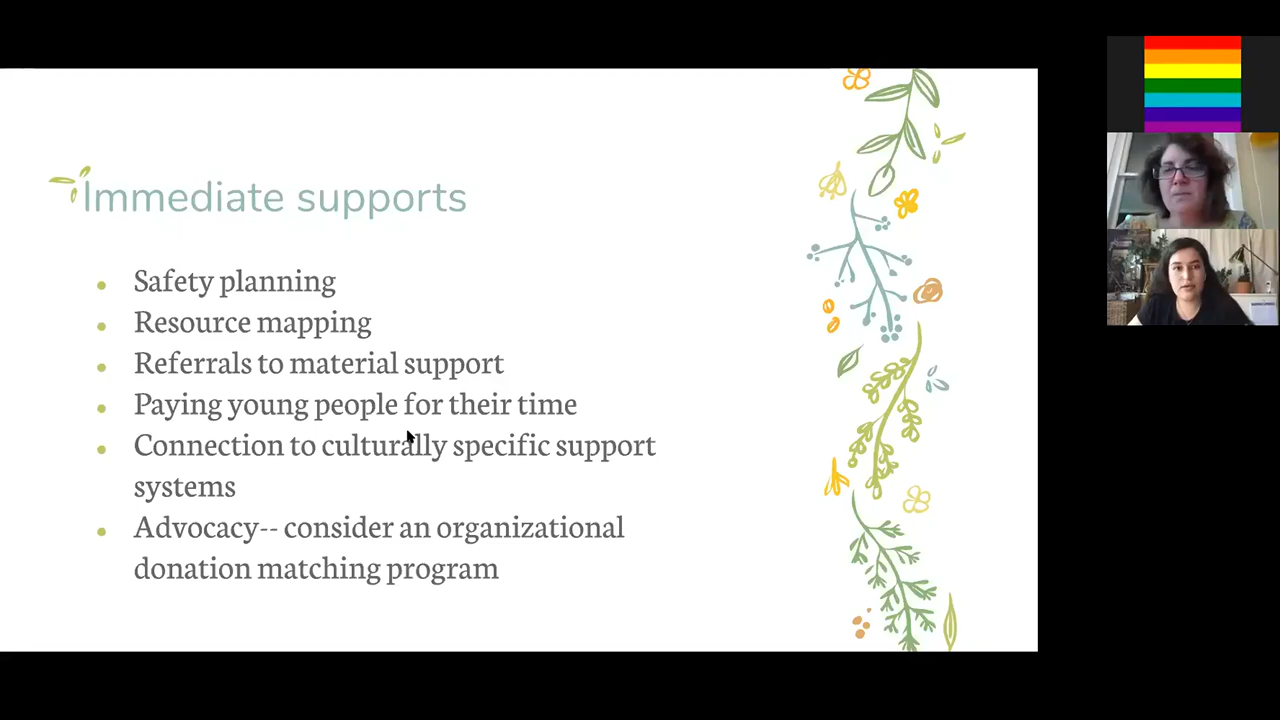 Immediate supports
Safety planning
Resource mapping
Referrals to material support
Paying young people for their time
Connection to culturally specific support
systems
Advocacy-- consider an organizational
donation matching program